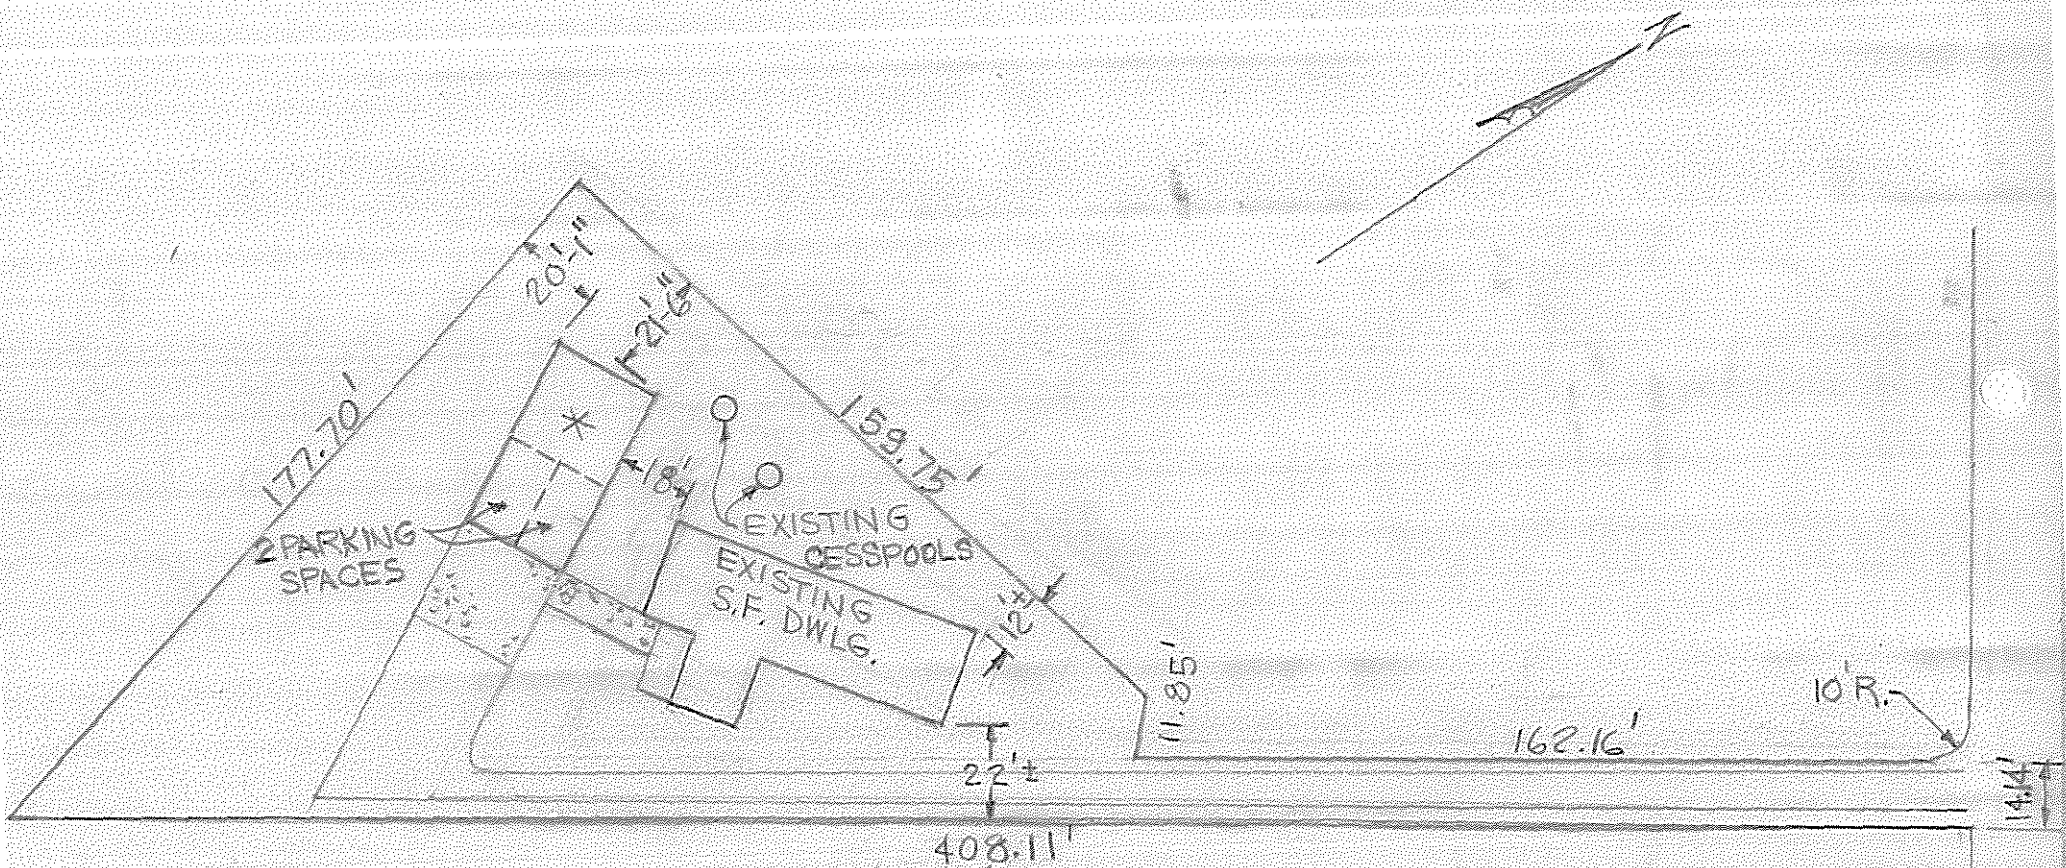 N
20'-1"
21'-6"
177.70'
159.75'
*
18'
2 PARKING
SPACES
EXISTING
CESSPOOLS
EXISTING
S.F. DWLG.
12'±
11.85'
10'R.
162.16'
22'±
14.14'
408.11'